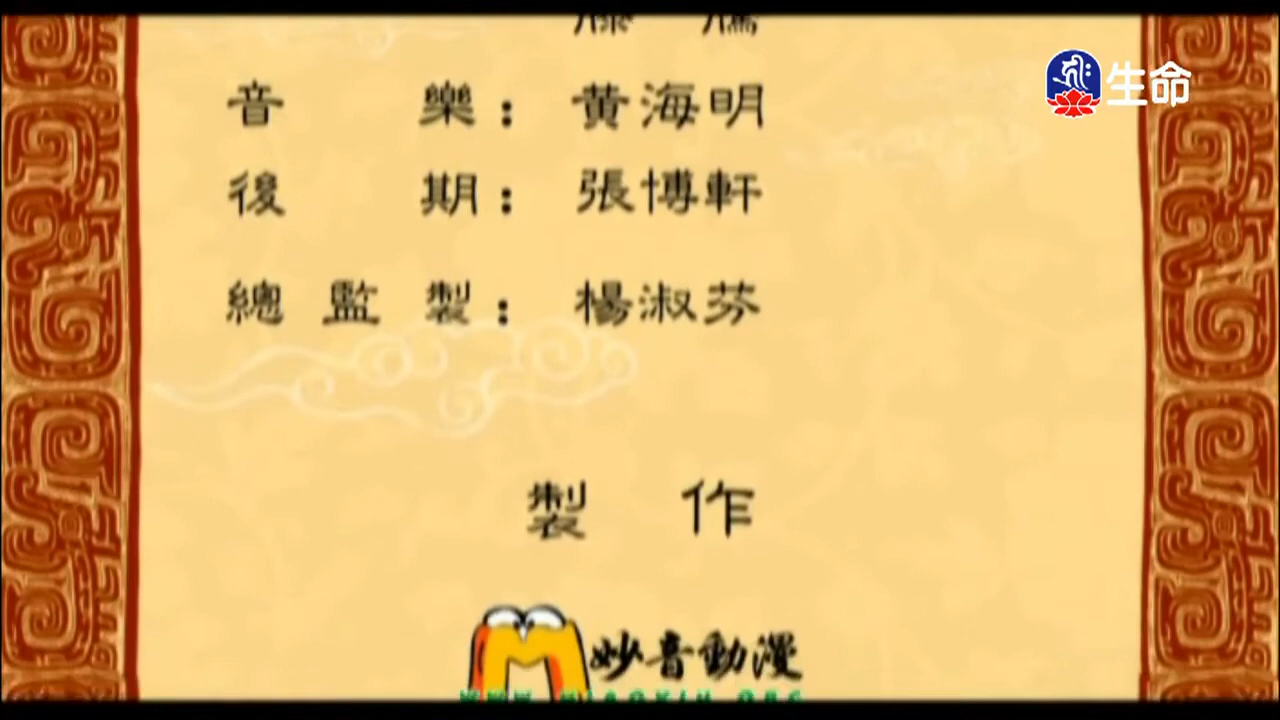 生命
音樂：黃海明
後期：張博軒
總監製：楊淑芬
製作
妙音動漫